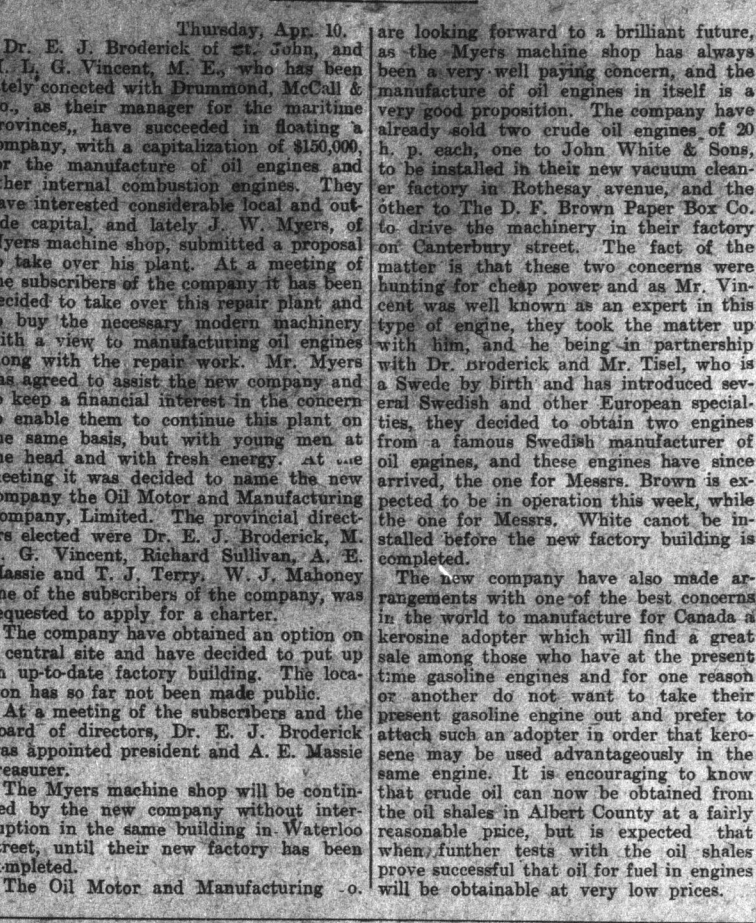 Thursday, Apr. 10.
Dr. E. J. Broderick of St. John, and
L. G. Vincent, M. E., who has been
tely conected with Drummond, McCall &
o., as their manager for the maritime
rovinces,, have succeeded in floating a
ompany, with a capitalization of $150,000,
or the manufacture of oil engines and
ther internal combustion engines. They
ave interested considerable local and out-
de capital, and lately J. W. Myers, of
yers machine shop, submitted a proposal
o take over his plant. At a meeting of
he subscribers of the company it has been
ecided to take over this repair plant and
o buy the necessary modern machinery
ith a view to manufacturing oil engines
long with the repair work. Mr. Myers
as agreed to assist the new company and
o keep a financial interest in the concern
o enable them to continue this plant on
he same basis, but with young men at
he head and with fresh energy. At the
eeting it was decided to name the new
ompany the Oil Motor and Manufacturing
ompany, Limited. The provincial direct-
rs elected were Dr. E. J. Broderick, M.
. G. Vincent, Richard Sullivan, A. E.
Massie and T. J. Terry. W. J. Mahoney
ne of the subscribers of the company, was
equested to apply for a charter.
The company have obtained an option on
central site and have decided to put up
n up-to-date factory building. The loca-
on has so far not been made public.
At a meeting of the subscribers and the
oard of directors, Dr. E. J. Broderick
as appointed president and A. E. Massie
reasurer.
The Myers machine shop will be contin-
ed by the new company without inter-
uption in the same building in Waterloo
treet, until their new factory has been
mpleted.
The Oil Motor and Manufacturing o.
are looking forward to a brilliant future,
as the Myers machine shop has always
been a very well paying concern, and the
manufacture of oil engines in itself is a
very good proposition. The company have
already sold two crude oil engines of 20
h. p. each, one to John White & Sons,
to be installed in their new vacuum clean-
er factory in Rothesay avenue, and the
other to The D. F. Brown Paper Box Co.
to drive the machinery in their factory
on Canterbury street. The fact of the
matter is that these two concerns were
hunting for cheap power and as Mr. Vin-
cent was well known as an expert in this
type of engine, they took the matter up
with him, and he being in partnership
with Dr. Broderick and Mr. Tisel, who is
a Swede by birth and has introduced sev-
eral Swedish and other European special-
ties, they decided to obtain two engines
from a famous Swedish manufacturer of
oil engines, and these engines have since
arrived, the one for Messrs. Brown is ex-
pected to be in operation this week, while
the one for Messrs. White canot be in-
stalled before the new factory building is
completed.
The new company have also made ar-
rangements with one of the best concerns
in the world to manufacture for Canada a
kerosine adopter which will find a great
sale among those who have at the present
time gasoline engines and for one reason
or another do not want to take their
present gasoline engine out and prefer to
attach such an adopter in order that kero-
sene may be used advantageously in the
same engine. It is encouraging to know
that crude oil can now be obtained from
the oil shales in Albert County at a fairly
reasonable price, but is expected that
when further tests with the oil shales
prove successful that oil for fuel in engines
will be obtainable at very low prices.